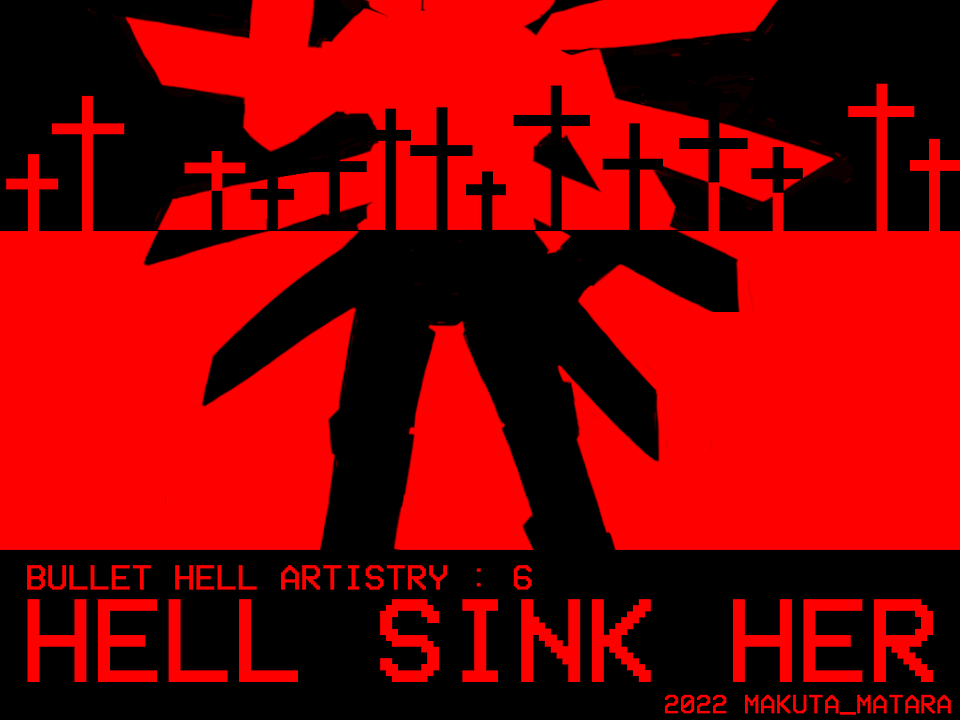 BULLET HELL ARTISTRY : 6
HELL SINK HER
2022 MAKUTA_MATARA